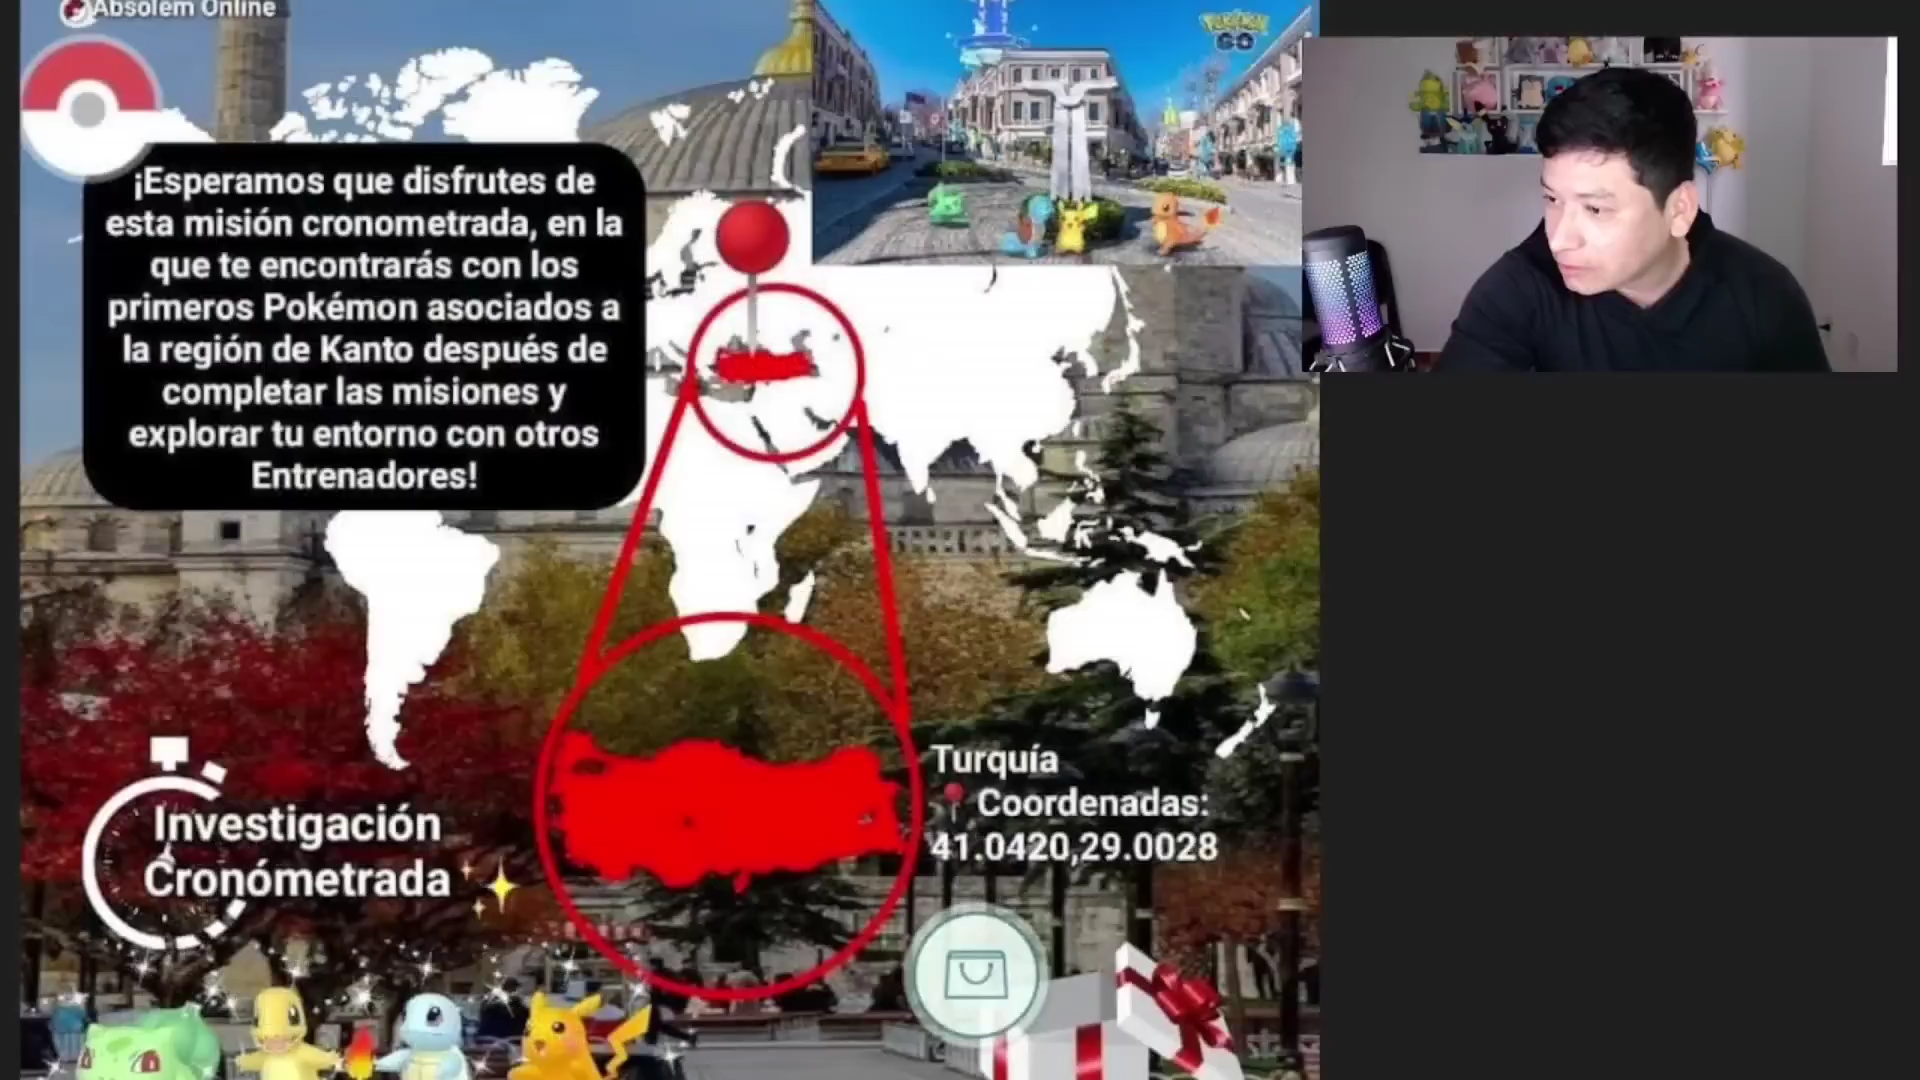 Absolem Online
POKÉMON
GO
¡Esperamos que disfrutes de
esta misión cronometrada, en la
que te encontrarás con los
primeros Pokémon asociados a
la región de Kanto después de
completar las misiones y
explorar tu entorno con otros
Entrenadores!
Turquía
Coordenadas:
41.0420,29.0028
Investigación
Cronómetrada